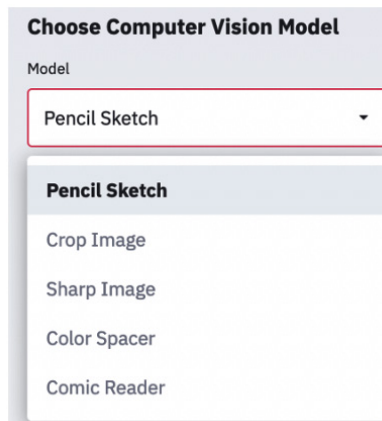 Choose Computer Vision Model
Model
Pencil Sketch
Pencil Sketch
Crop Image
Sharp Image
Color Spacer
Comic Reader